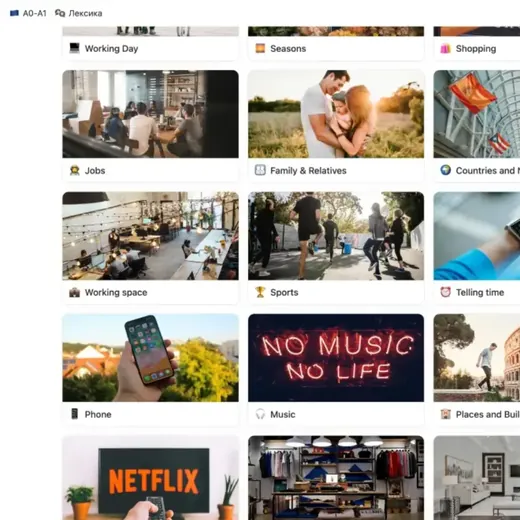 A0-A1 Лексика
Working Day
Seasons
Shopping
Jobs
Family & Relatives
Countries and
Working space
Sports
Telling time
Phone
NO MUSIC
NO LIFE
Music
Places and Buil
NETFLIX